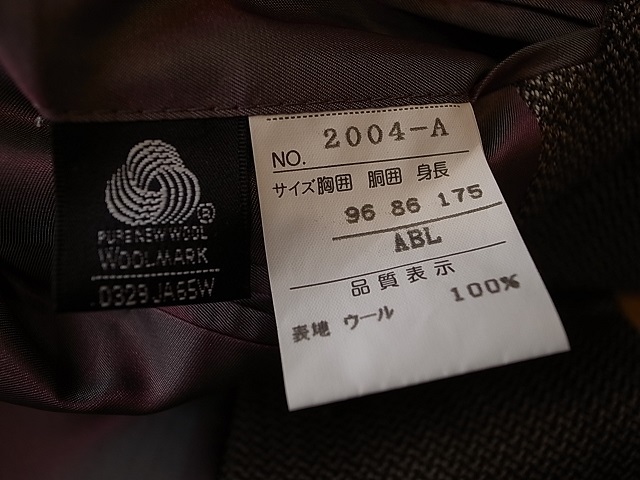 ®
PURE NEW WOOL
WOOLMARK
0329JA65W
NO. 2004-A
サイズ胸囲 胴囲 身長
96 86 175
ABL
品質表示
表地 ウール 100%